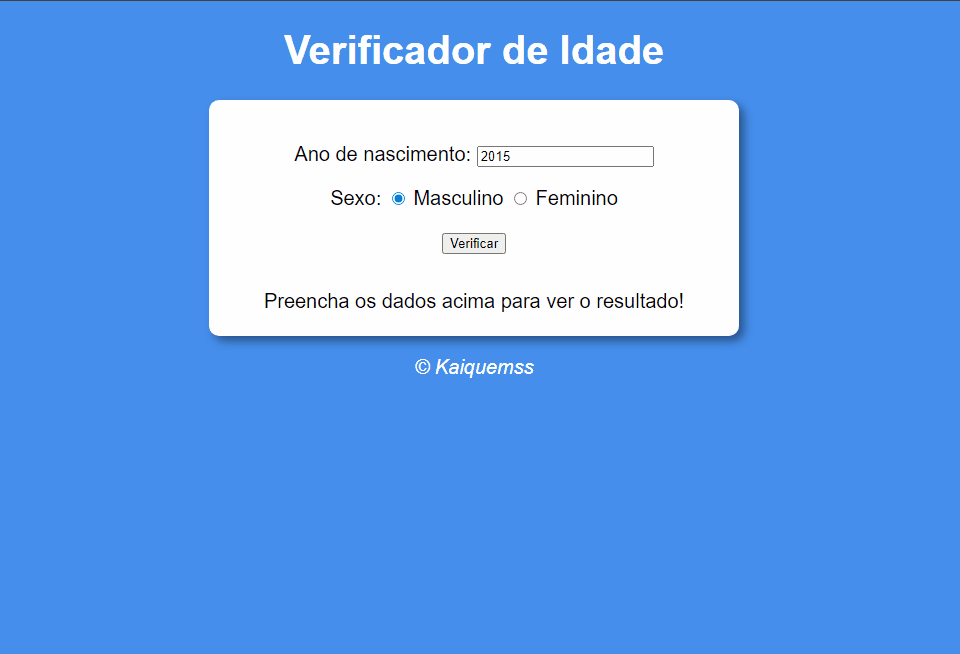 Verificador de Idade
Ano de nascimento: 2015
Sexo: Masculino Feminino
Verificar
Preencha os dados acima para ver o resultado!
© Kaiquemss